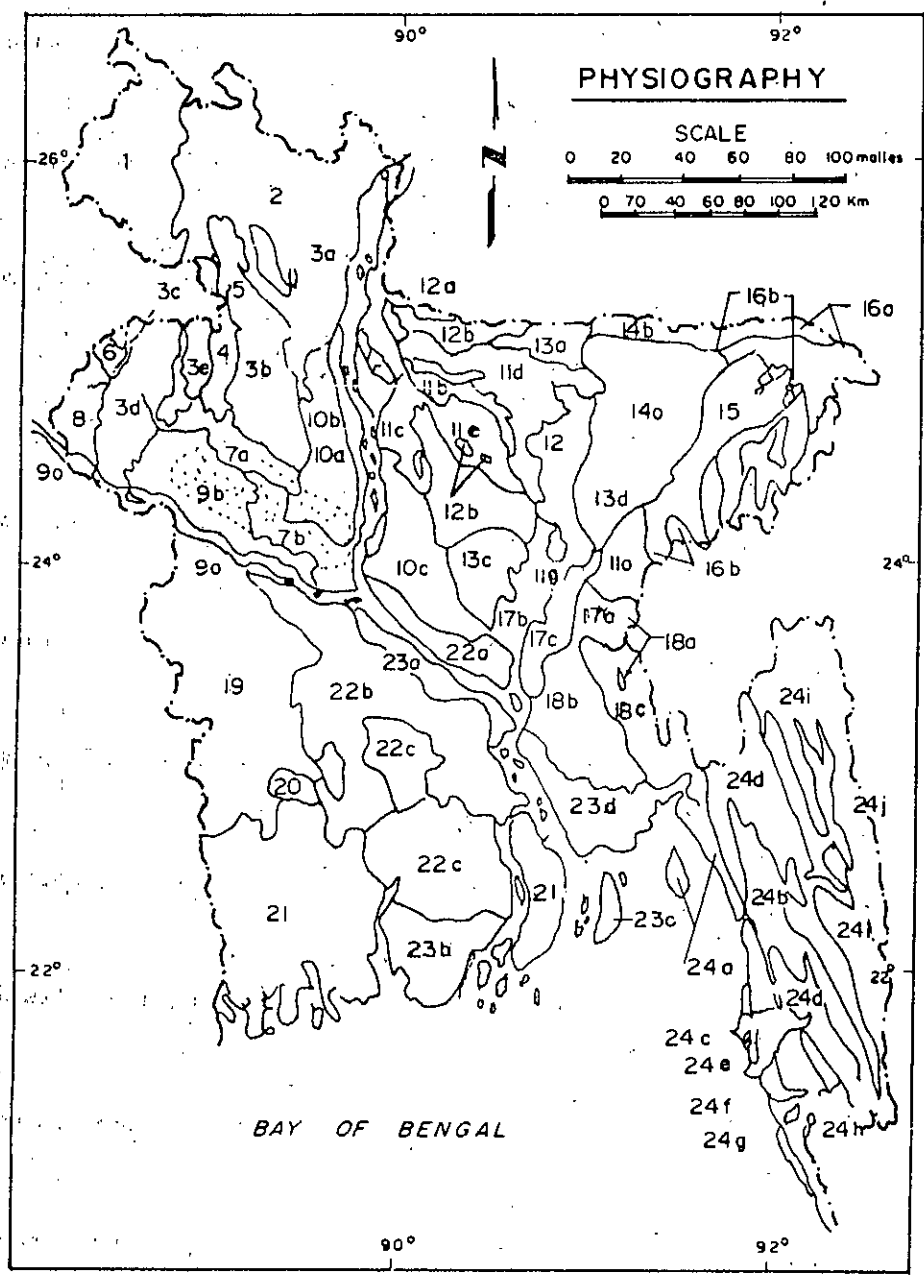 90° 92°
PHYSIOGRAPHY
SCALE
0 20 40 60 80 100 malles
0 70 40 60 80 100 120 Km
N
26°
1
2
3a
3c
5
12a
16b
16a
12b
13a
14b
6
3e
4
3b
11d
11b
8
3d
10b
11c
11e
12
14a
15
7a
10a
9a
9b
12b
13d
7b
24°
24°
9a
10c
13c
11g
11a
16b
17b
17a
22a
17c
18a
23a
19
22b
18b
18c
24i
22c
20
24d
23d
24j
22c
21
21
24b
23c
24i
23b
24a
22°
22°
24d
24c
24e
24f
24h
24g
BAY OF BENGAL
90° 92°